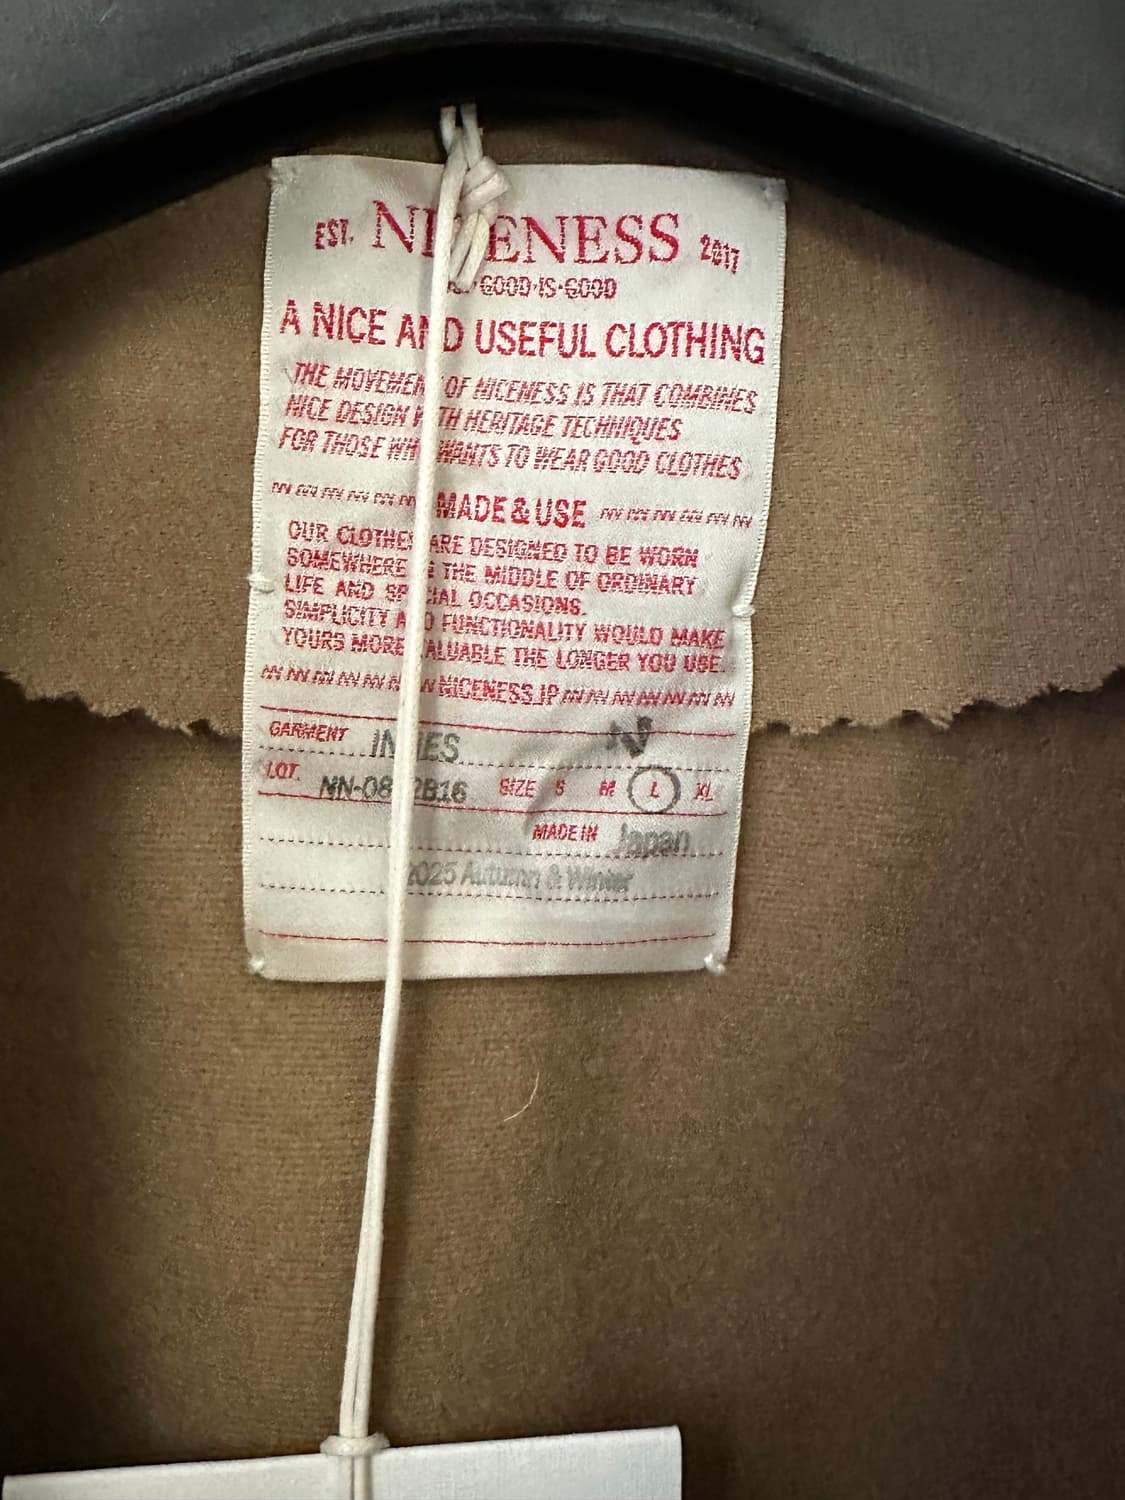 EST. NICENESS 2017
GOOD·IS·GOOD
A NICE AND USEFUL CLOTHING
THE MOVEMENT OF NICENESS IS THAT COMBINES
NICE DESIGN WITH HERITAGE TECHNIQUES
FOR THOSE WHO WANTS TO WEAR GOOD CLOTHES
MADE & USE
OUR CLOTHES ARE DESIGNED TO BE WORN
SOMEWHERE IN THE MIDDLE OF ORDINARY
LIFE AND SPECIAL OCCASIONS.
SIMPLICITY AND FUNCTIONALITY WOULD MAKE
YOURS MORE VALUABLE THE LONGER YOU USE.
NICENESS.JP
GARMENT
LOT. SIZE S M L XL
MADE IN Japan
2025 Autumn & Winter